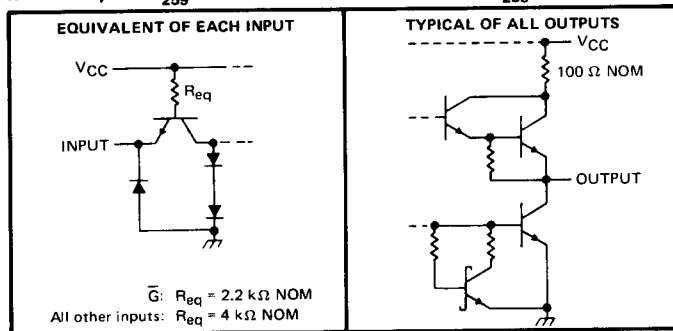 259
EQUIVALENT OF EACH INPUT
VCC
Req
INPUT
G̅: Req = 2.2 kΩ NOM
All other inputs: Req = 4 kΩ NOM
TYPICAL OF ALL OUTPUTS
VCC
100 Ω NOM
OUTPUT